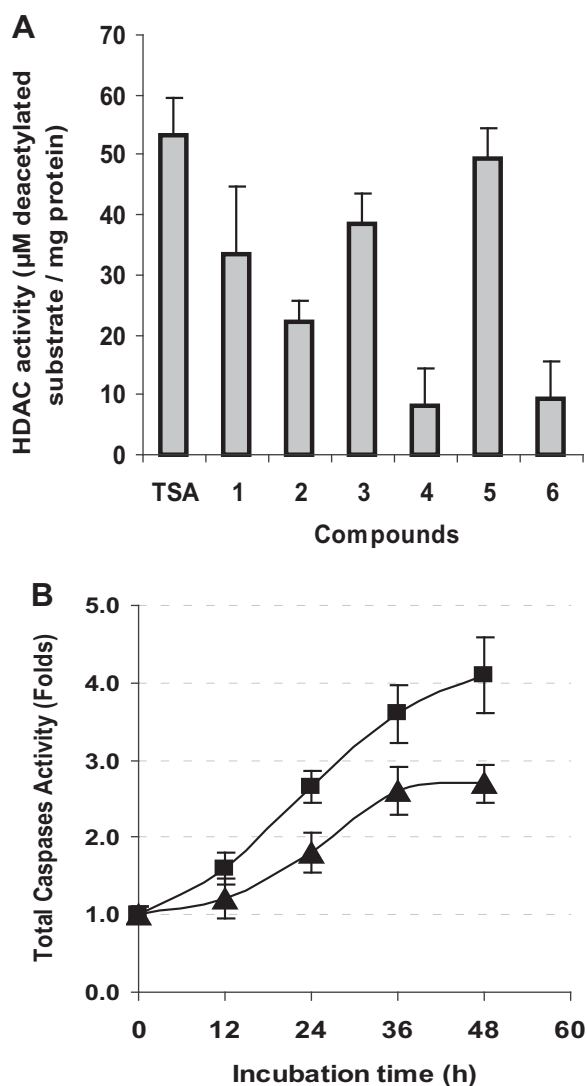 A
HDAC activity (µM deacetylated
substrate / mg protein)
70
60
50
40
30
20
10
0
TSA 1 2 3 4 5 6
Compounds
B
Total Caspases Activity (Folds)
5.0
4.0
3.0
2.0
1.0
0.0
0 12 24 36 48 60
Incubation time (h)